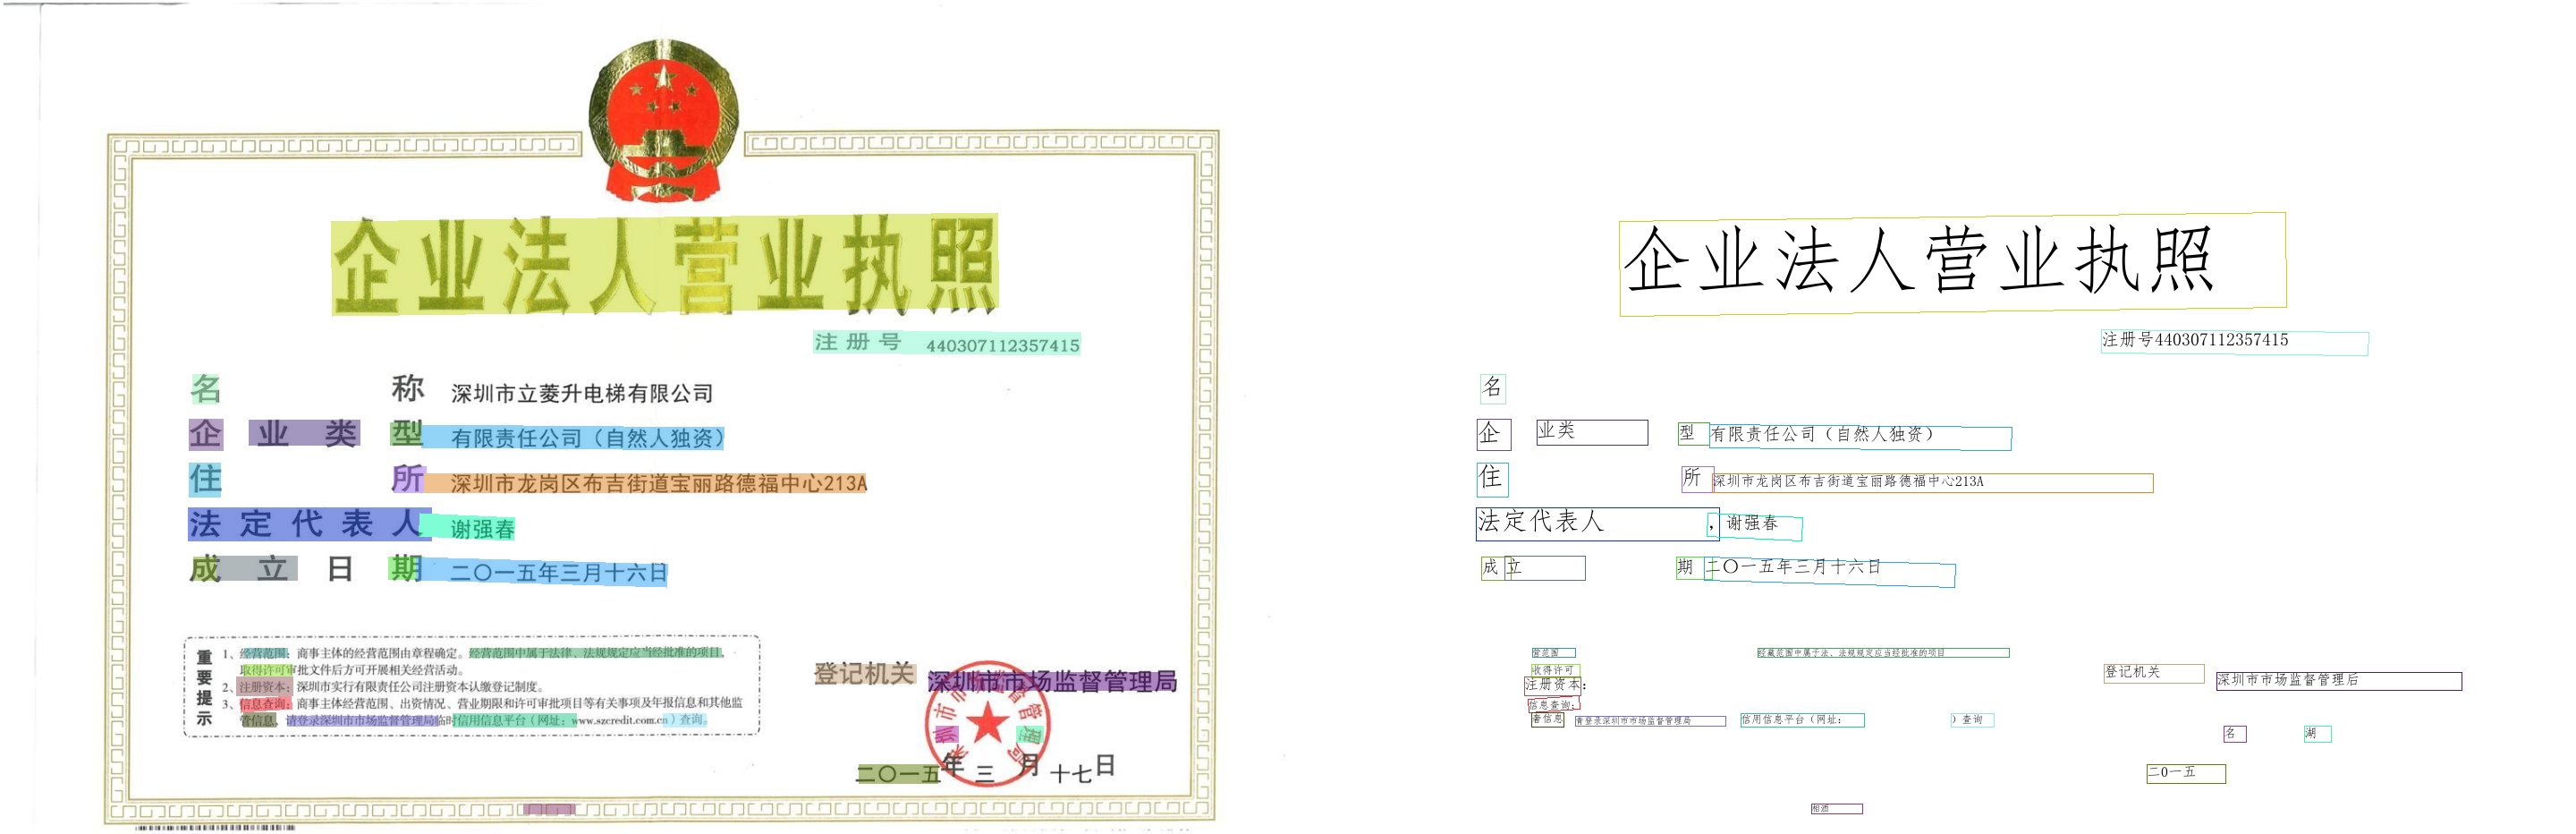 企业法人营业执照
注册号 440307112357415
名称 深圳市立菱升电梯有限公司
企业类型 有限责任公司（自然人独资）
住所 深圳市龙岗区布吉街道宝丽路德福中心213A
法定代表人 谢强春
成立日期 二〇一五年三月十六日
重要提示
1、经营范围：商事主体的经营范围由章程确定。经营范围中属于法律、法规规定应当经批准的项目，
取得许可审批文件后方可开展相关经营活动。
2、注册资本：深圳市实行有限责任公司注册资本认缴登记制度。
3、信息查询：商事主体经营范围、出资情况、营业期限和许可审批项目等有关事项及年报信息和其他监
管信息，请登录深圳市市场监督管理局临时信用信息平台（网址：www.szcredit.com.cn）查询。
登记机关 深圳市市场监督管理局
深圳市市场监督管理局
二〇一五年三月十七日
企业法人营业执照
注册号440307112357415
名
企 业类 型 有限责任公司（自然人独资）
住 所 深圳市龙岗区布吉街道宝丽路德福中心213A
法定代表人 ，谢强春
成 立 期 二〇一五年三月十六日
营范围 经藏范围中属于法、法规规定应当经批准的项目
收得许可
注册资本：
信息查询：
奢信息 青登录深圳市市场监督管理局 信用信息平台（网址： ）查询
登记机关 深圳市市场监督管理后
名 湖
二0一五
相酒